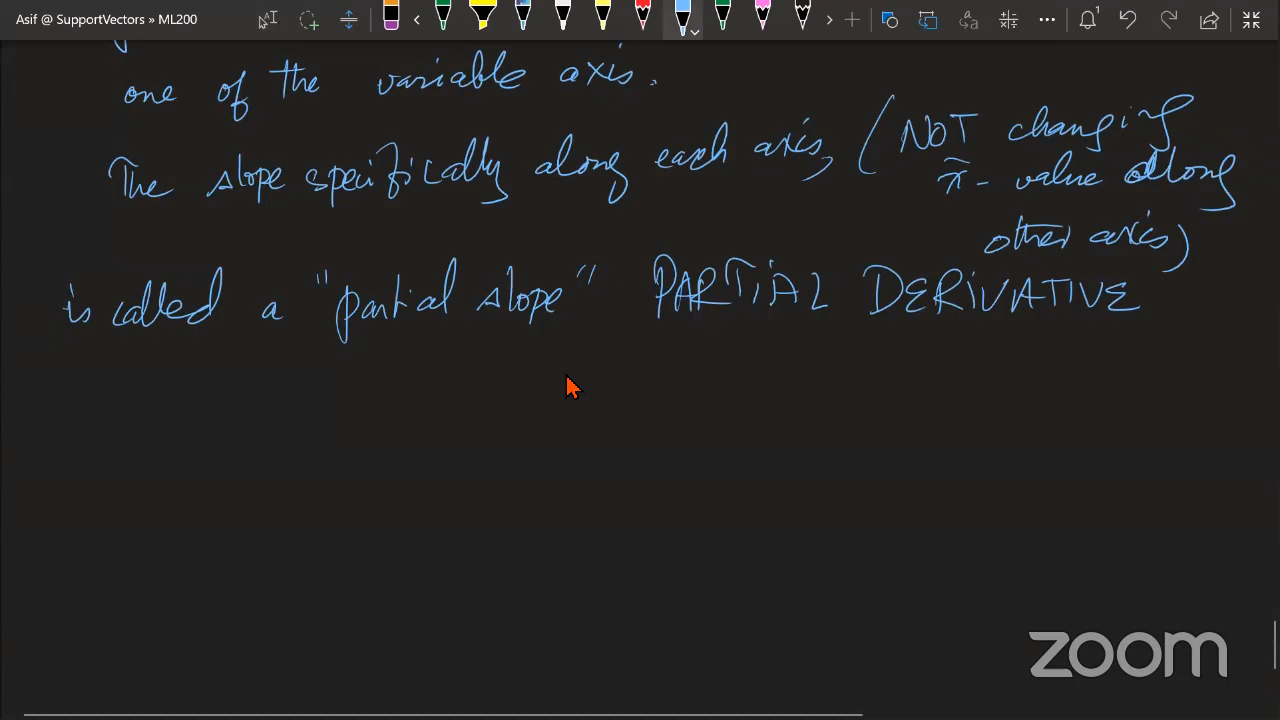 Asif @ SupportVectors » ML200
one of the variable axis.
The slope specifically along each axis, (NOT changing
x̃ - value along
other axis)
is called a "partial slope" PARTIAL DERIVATIVE
zoom